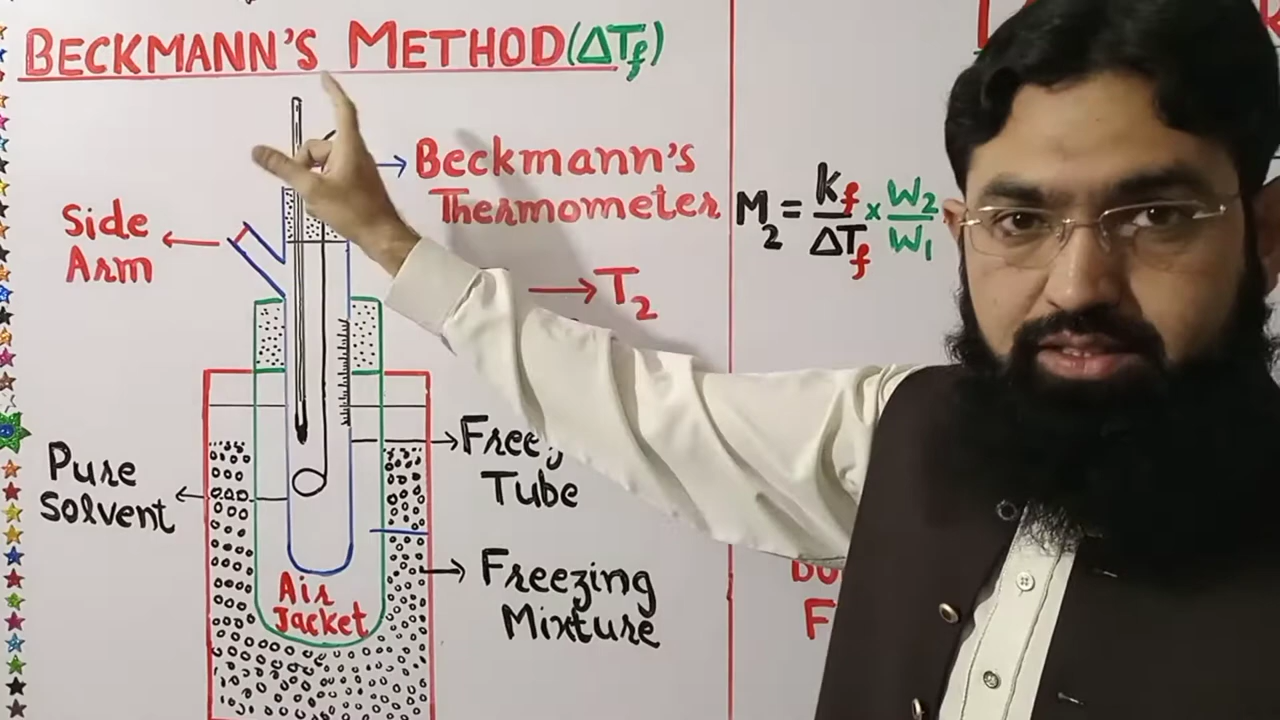 BECKMANN'S METHOD (ΔTf)
Beckmann's
Thermometer
Side
Arm
T2
Pure
Solvent
Tube
Air
Jacket
Freezing
Mixture
M2 = Kf/ΔTf x W2/W1